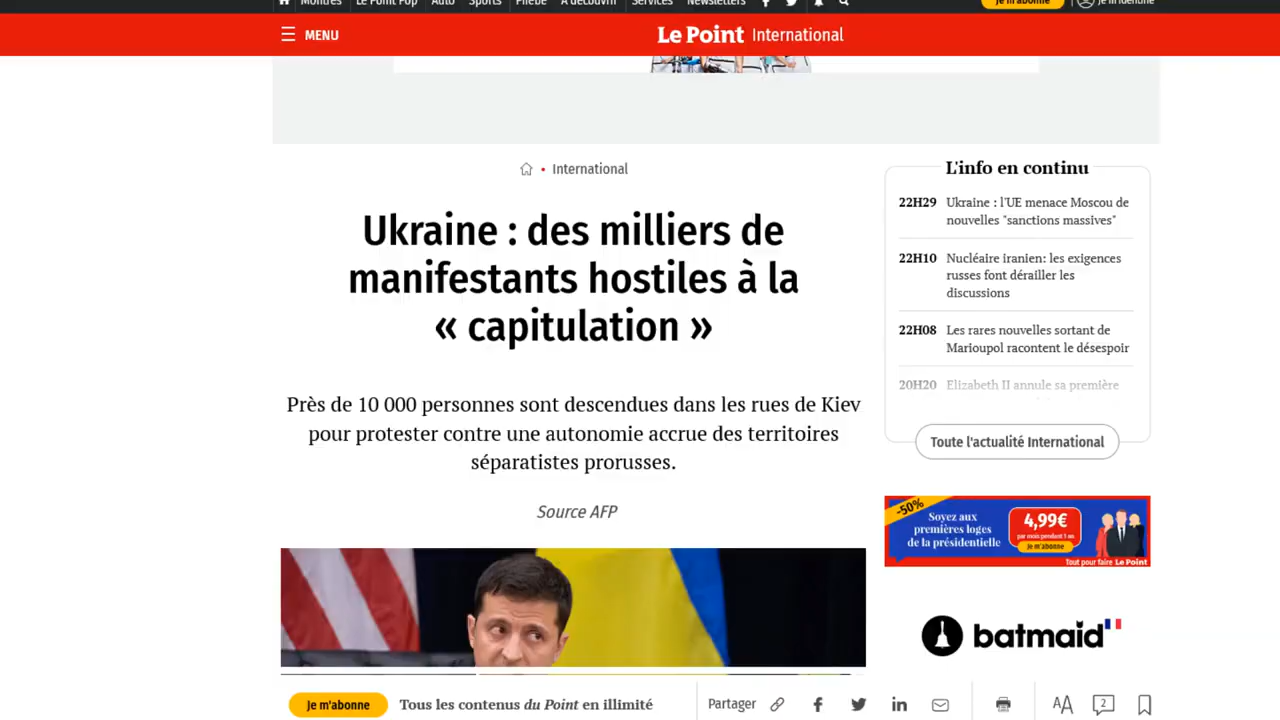 Montres Le Point Pop Auto Sports Phébé À découvrir Services Newsletters Je m'abonne Je m'identifie
MENU
Le Point International
International
Ukraine : des milliers de
manifestants hostiles à la
« capitulation »
Près de 10 000 personnes sont descendues dans les rues de Kiev
pour protester contre une autonomie accrue des territoires
séparatistes prorusses.
Source AFP
L'info en continu
22H29 Ukraine : l'UE menace Moscou de
nouvelles "sanctions massives"
22H10 Nucléaire iranien: les exigences
russes font dérailler les
discussions
22H08 Les rares nouvelles sortant de
Marioupol racontent le désespoir
20H20 Elizabeth II annule sa première
Toute l'actualité International
-50%
Soyez aux
premières loges
de la présidentielle
4,99€
par mois pendant 1 an
Je m'abonne
Tout pour faire Le Point
batmaid
Je m'abonne Tous les contenus du Point en illimité Partager AA 2